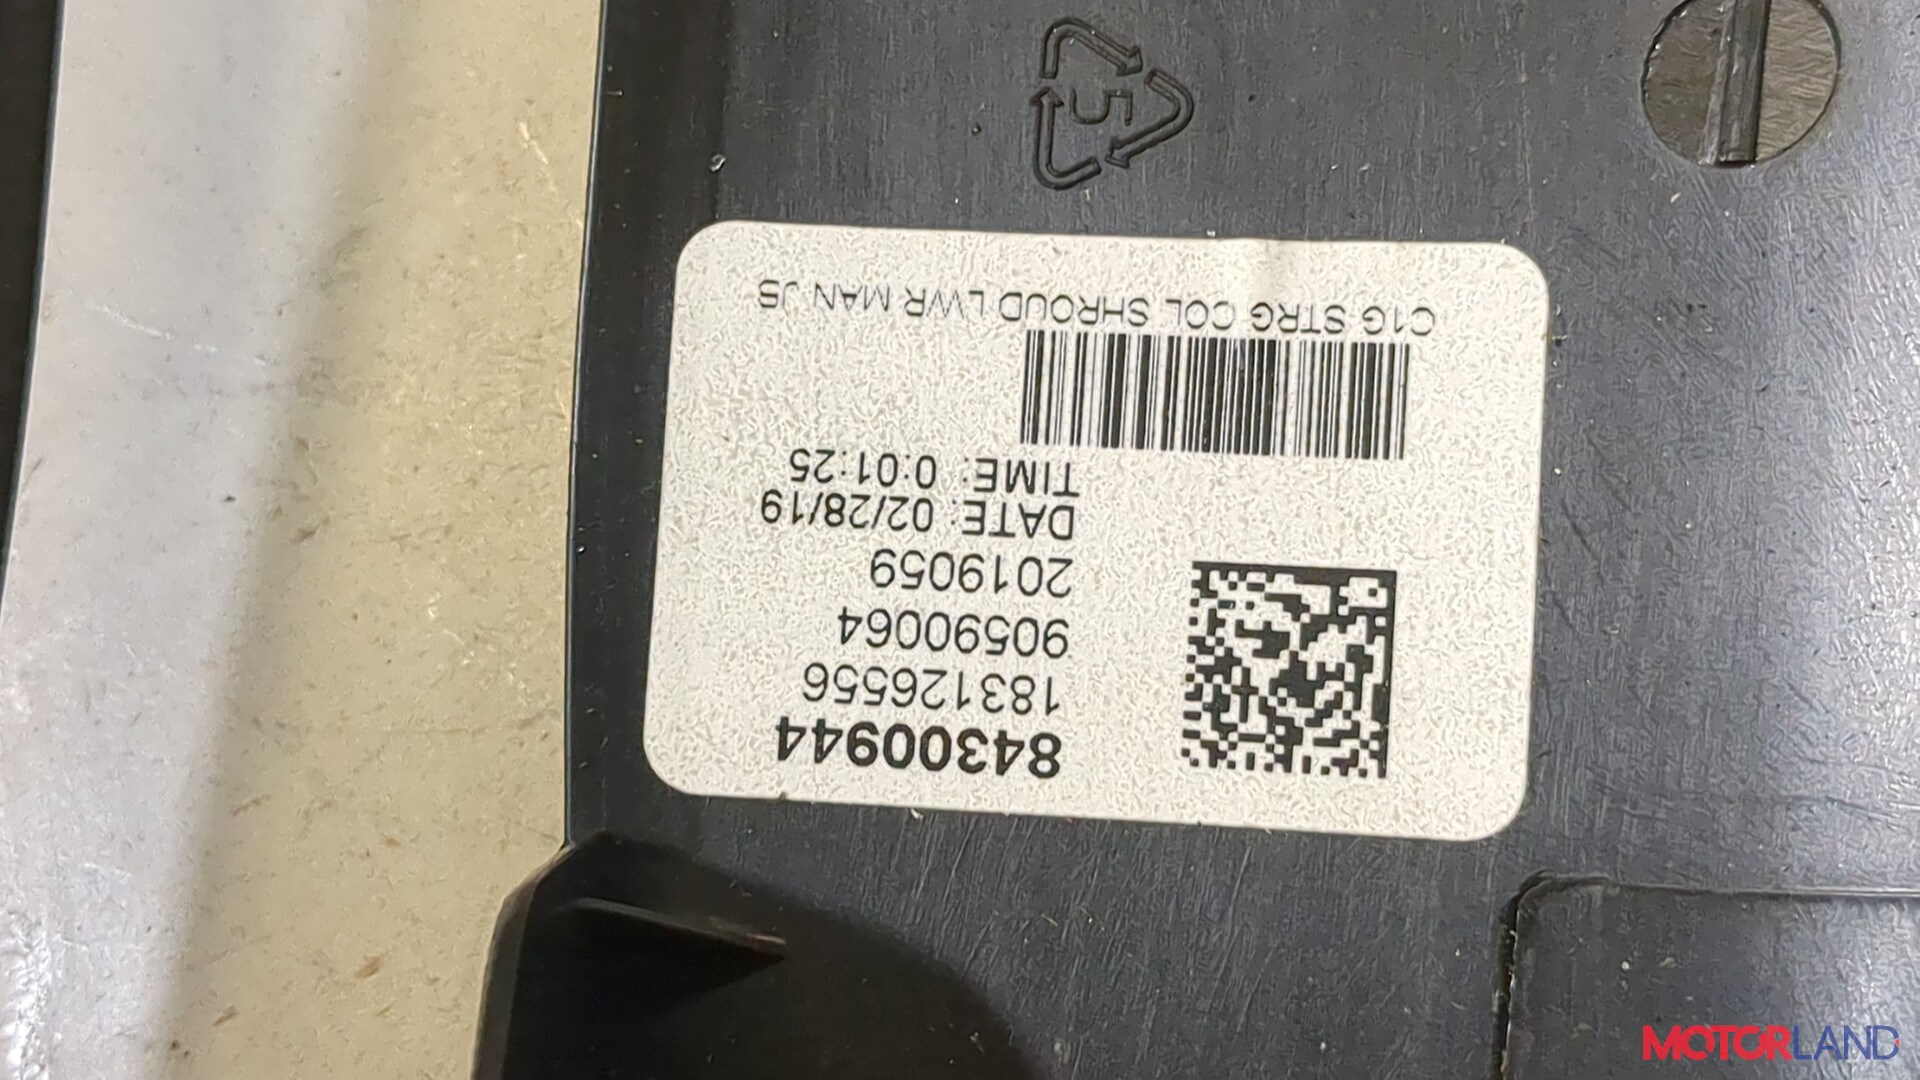 84300944
183126556
90590064
2019059
DATE: 02/28/19
TIME: 0:01:25
C1G STRG COL SHROUD LWR MAN JS
5
MOTORLAND